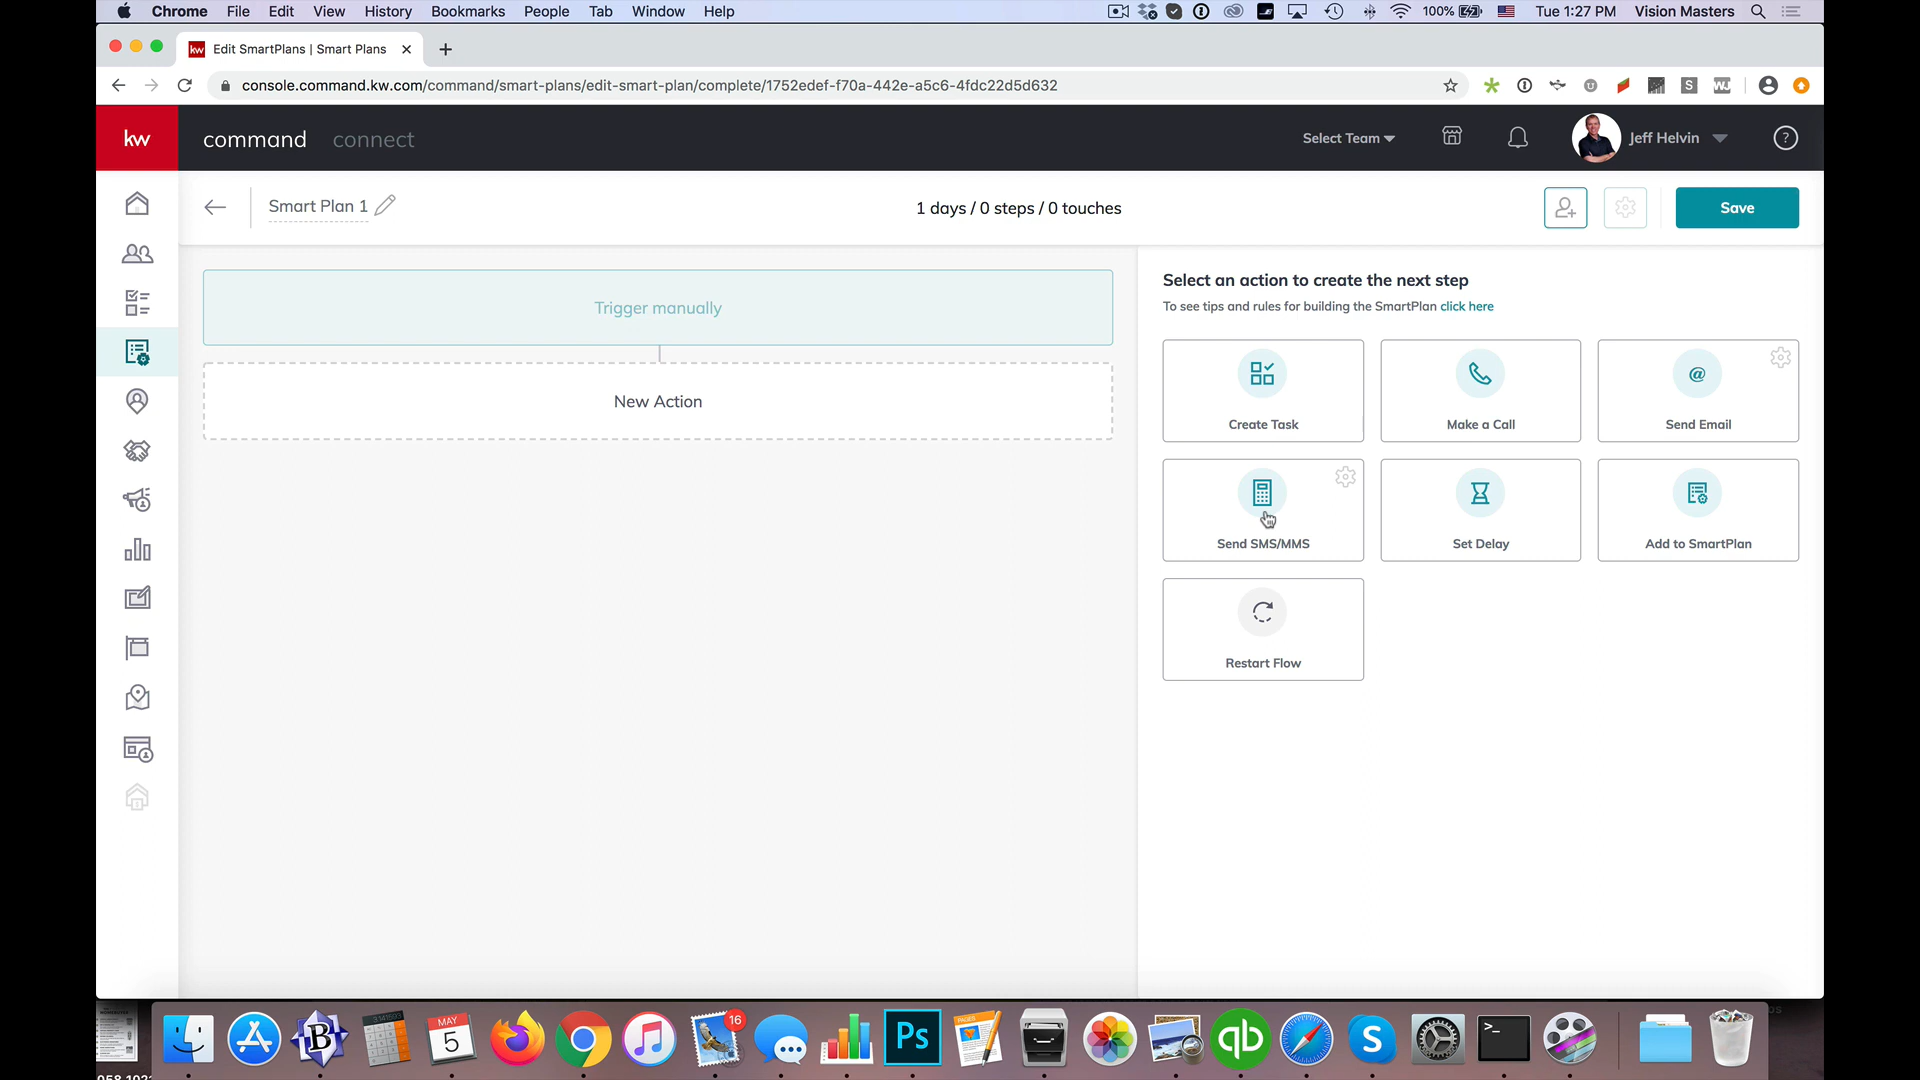 Chrome File Edit View History Bookmarks People Tab Window Help 100% Tue 1:27 PM Vision Masters
kw Edit SmartPlans | Smart Plans
console.command.kw.com/command/smart-plans/edit-smart-plan/complete/1752edef-f70a-442e-a5c6-4fdc22d5d632
kw command connect Select Team Jeff Helvin ?
Smart Plan 1 1 days / 0 steps / 0 touches Save
Trigger manually
New Action
Select an action to create the next step
To see tips and rules for building the SmartPlan click here
Create Task Make a Call Send Email
Send SMS/MMS Set Delay Add to SmartPlan
Restart Flow
16
MAY
5
B
Ps
qb
S